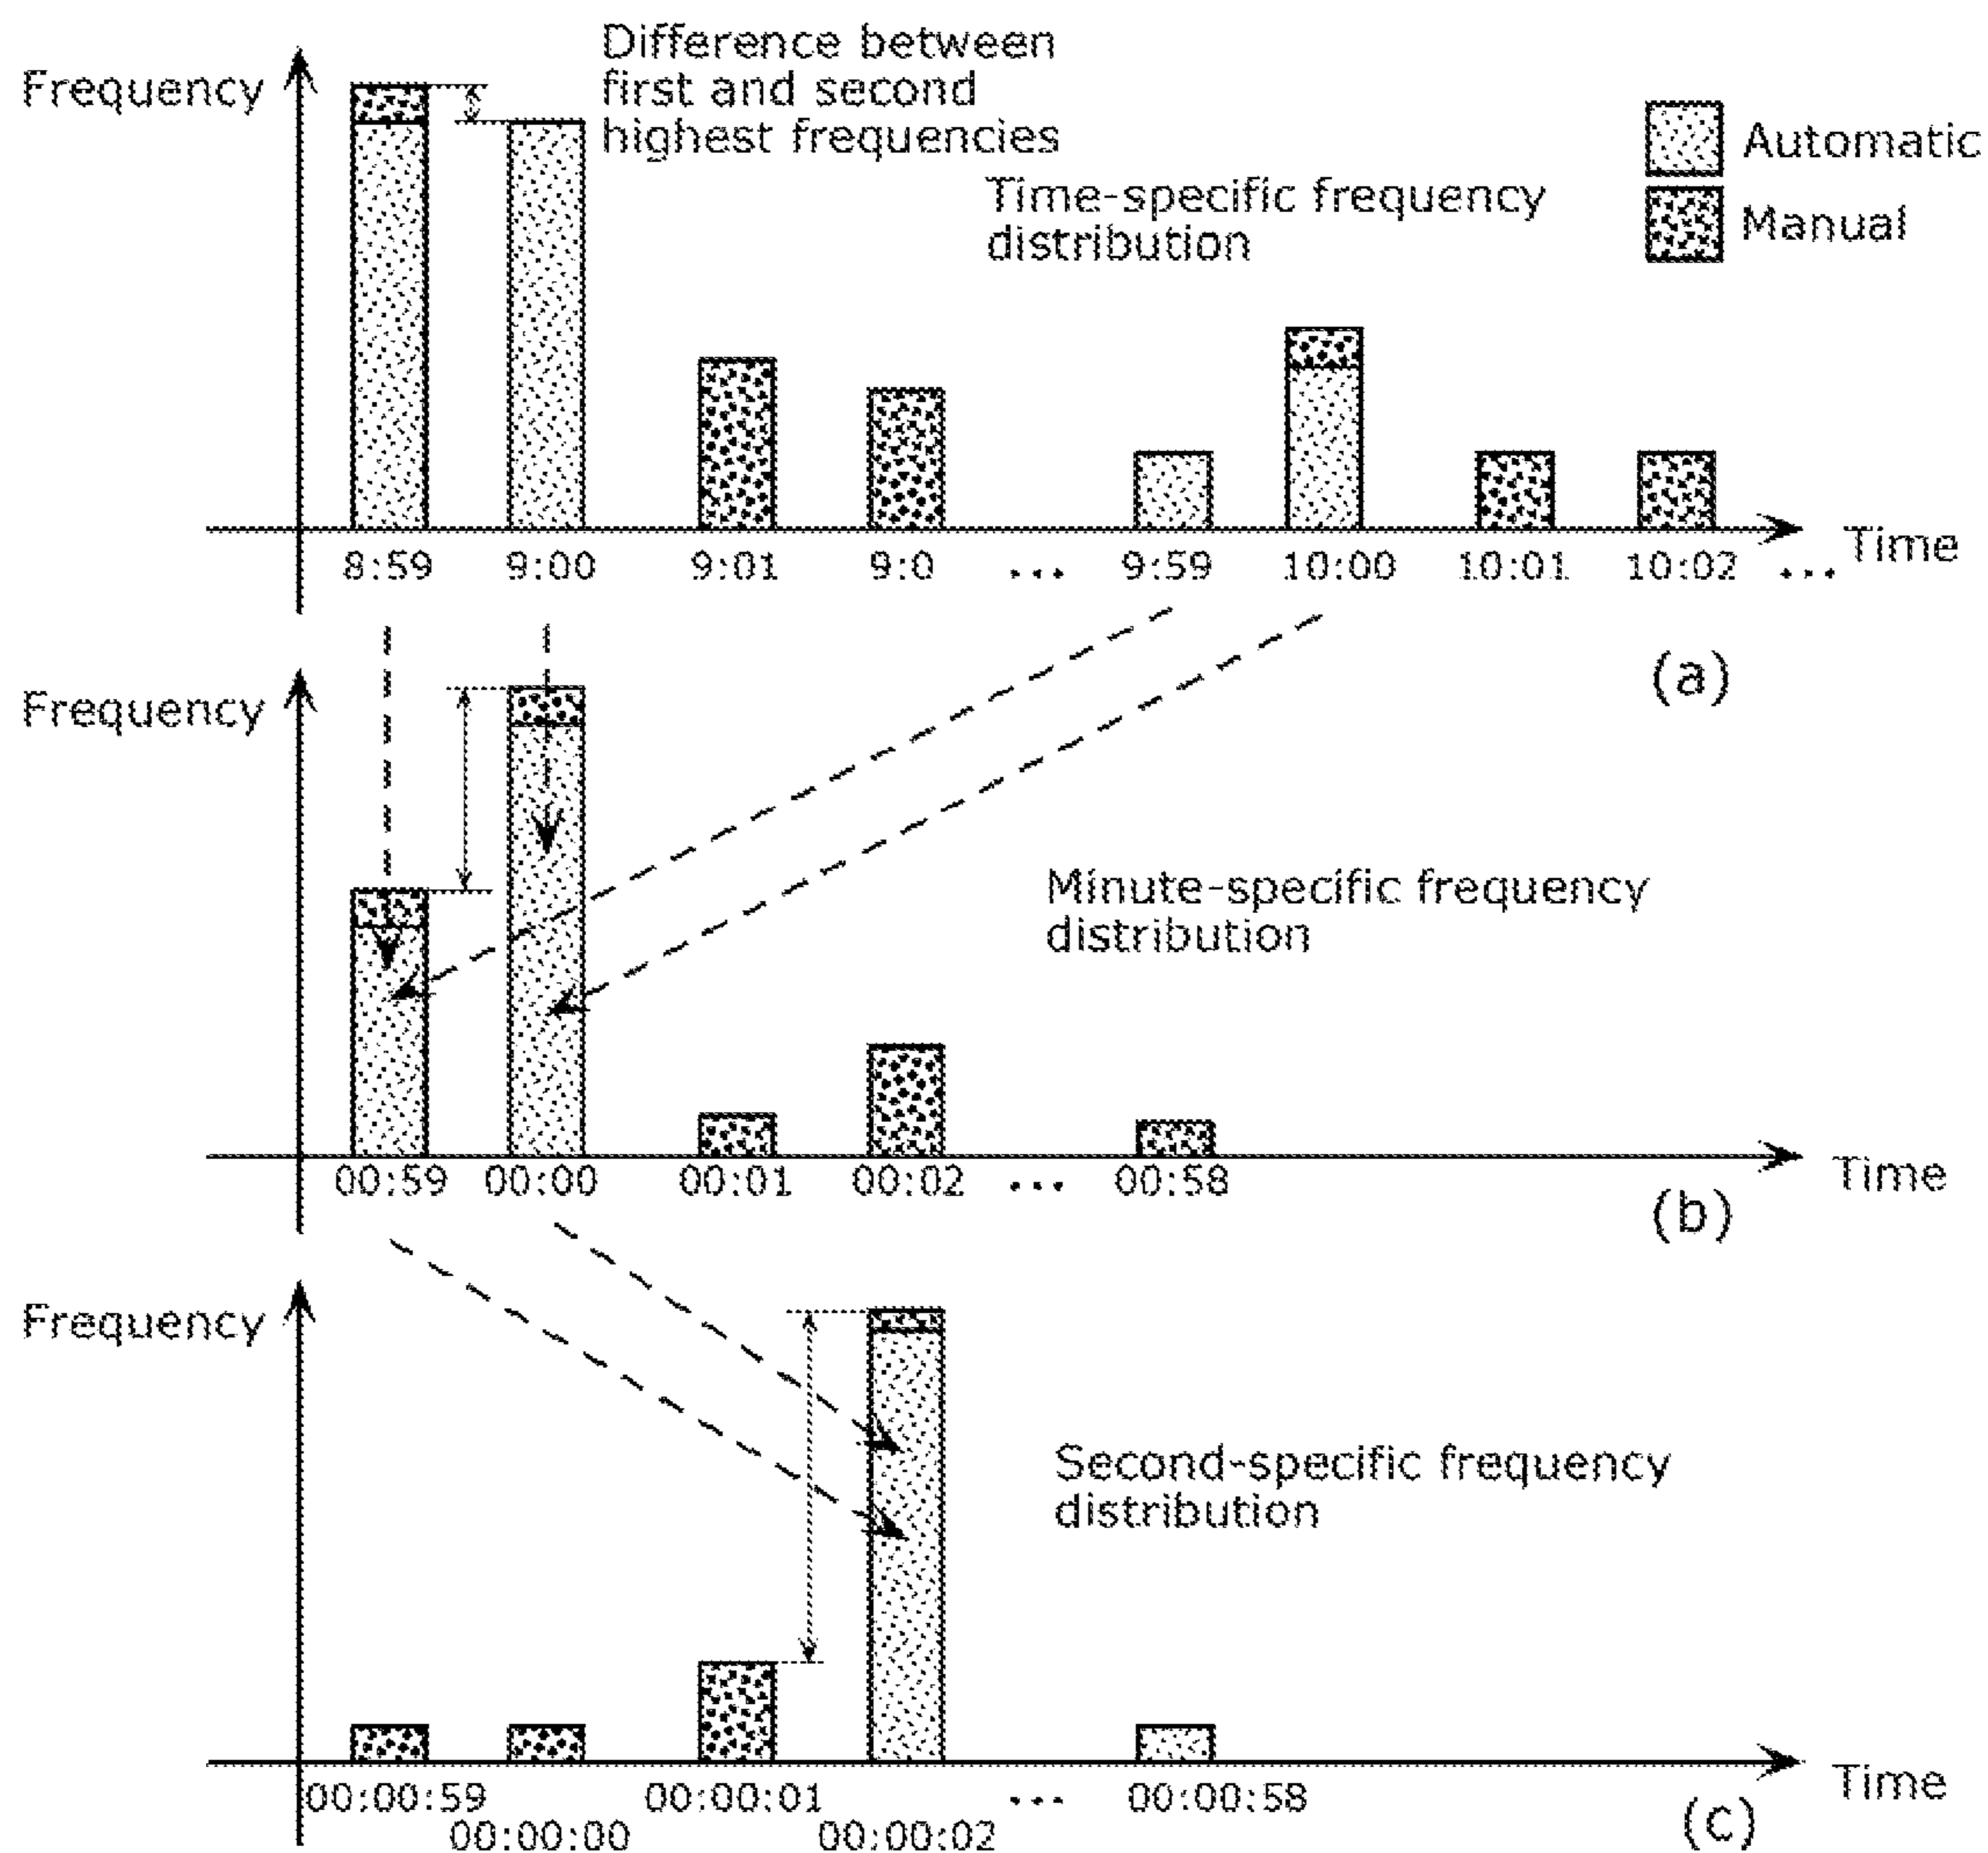 Frequency
Difference between
first and second
highest frequencies
Automatic
Manual
Time-specific frequency
distribution
8:59 9:00 9:01 9:0 ... 9:59 10:00 10:01 10:02 ...
Time
(a)
Frequency
Minute-specific frequency
distribution
00:59 00:00 00:01 00:02 ... 00:58
Time
(b)
Frequency
Second-specific frequency
distribution
00:00:59 00:00:01 ... 00:00:58
00:00:00 00:00:02
Time
(c)